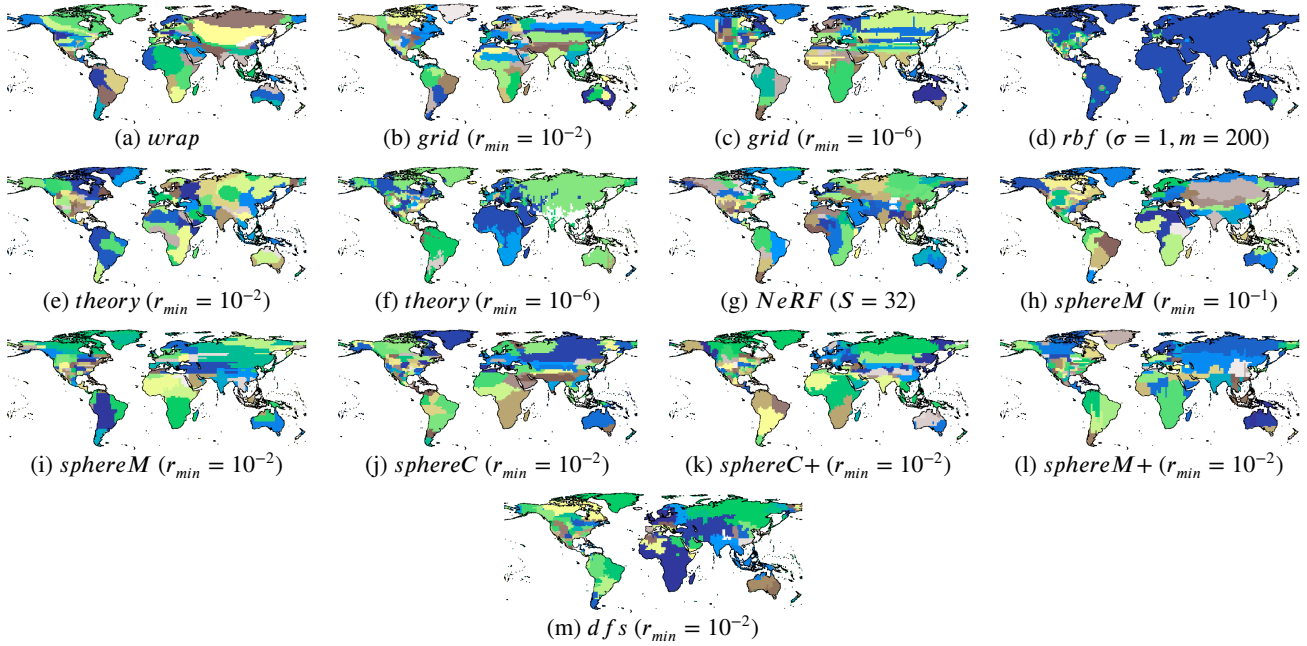 (a) wrap
(b) grid (r_min = 10^-2)
(c) grid (r_min = 10^-6)
(d) rbf (σ = 1, m = 200)
(e) theory (r_min = 10^-2)
(f) theory (r_min = 10^-6)
(g) NeRF (S = 32)
(h) sphereM (r_min = 10^-1)
(i) sphereM (r_min = 10^-2)
(j) sphereC (r_min = 10^-2)
(k) sphereC+ (r_min = 10^-2)
(l) sphereM+ (r_min = 10^-2)
(m) dfs (r_min = 10^-2)